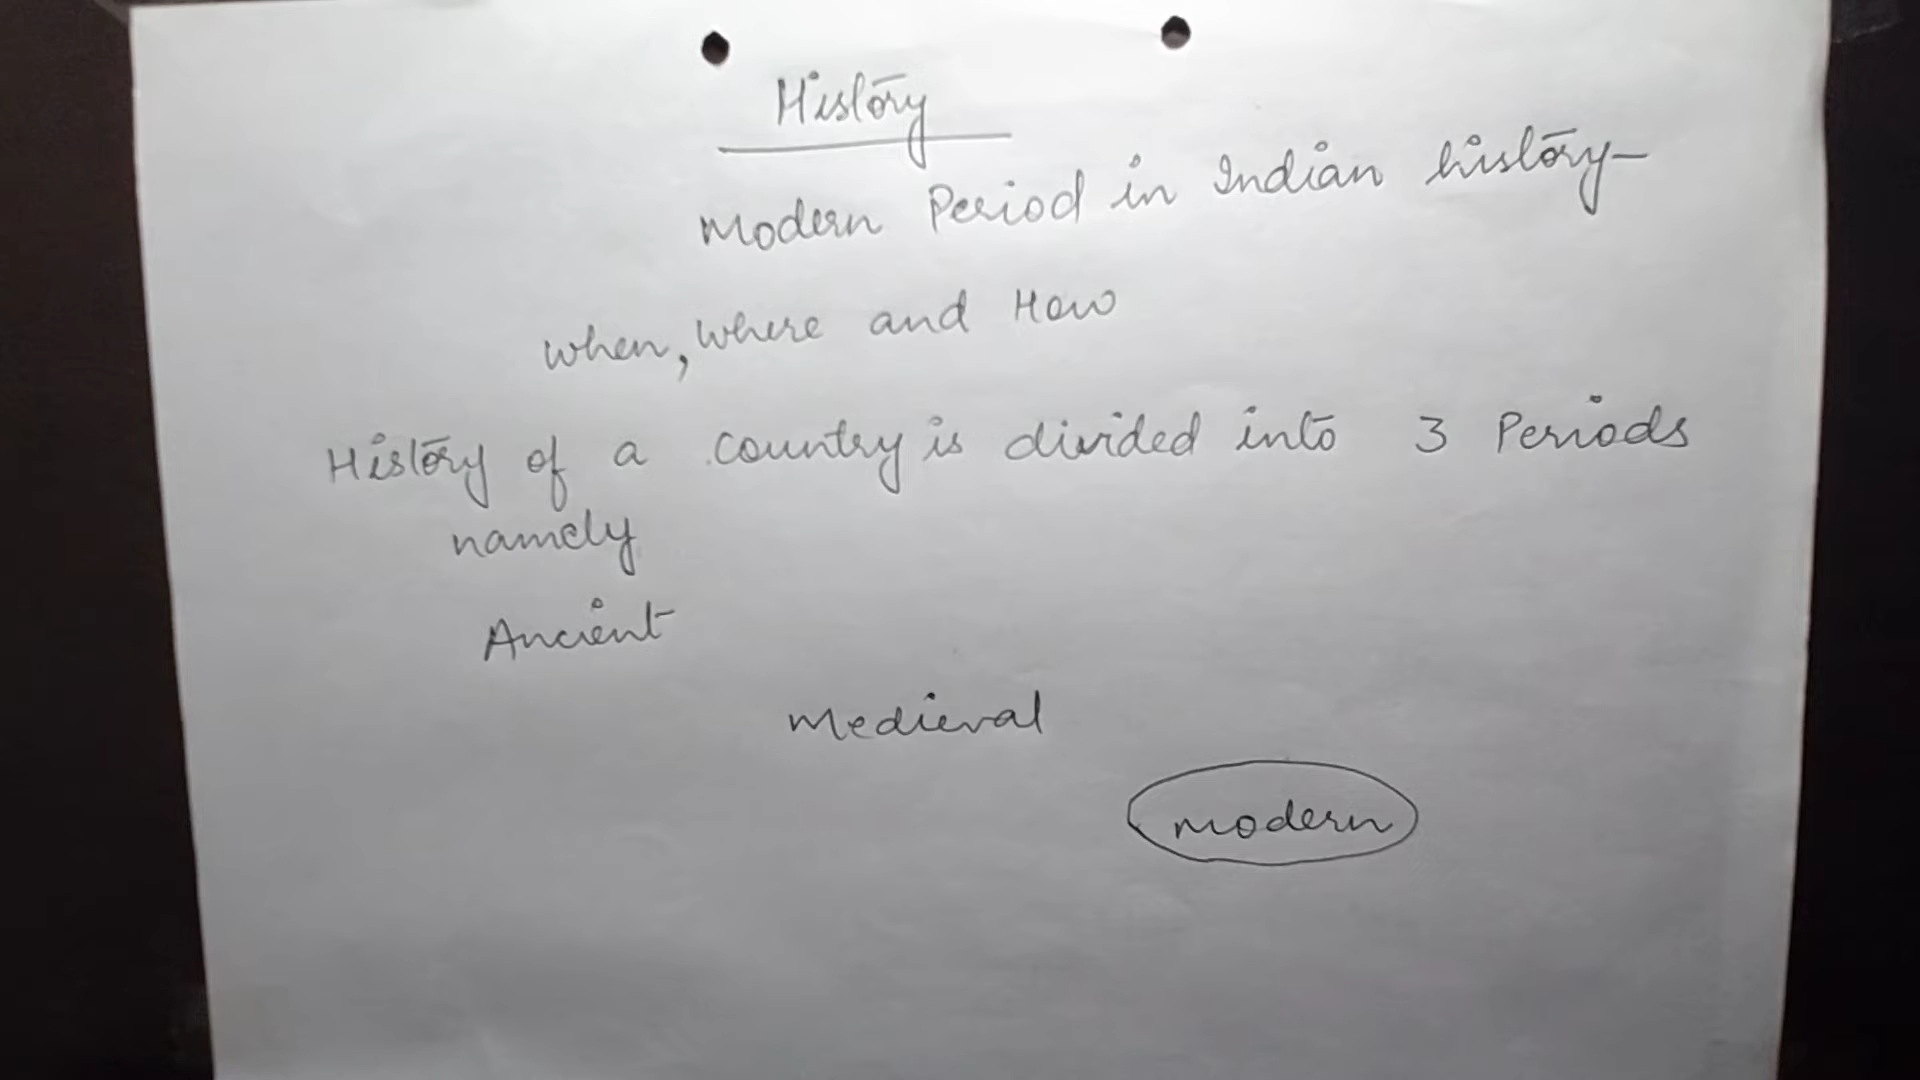 History
Modern Period in Indian history-
When, Where and How
History of a country is divided into 3 Periods
namely
Ancient
Medieval
modern